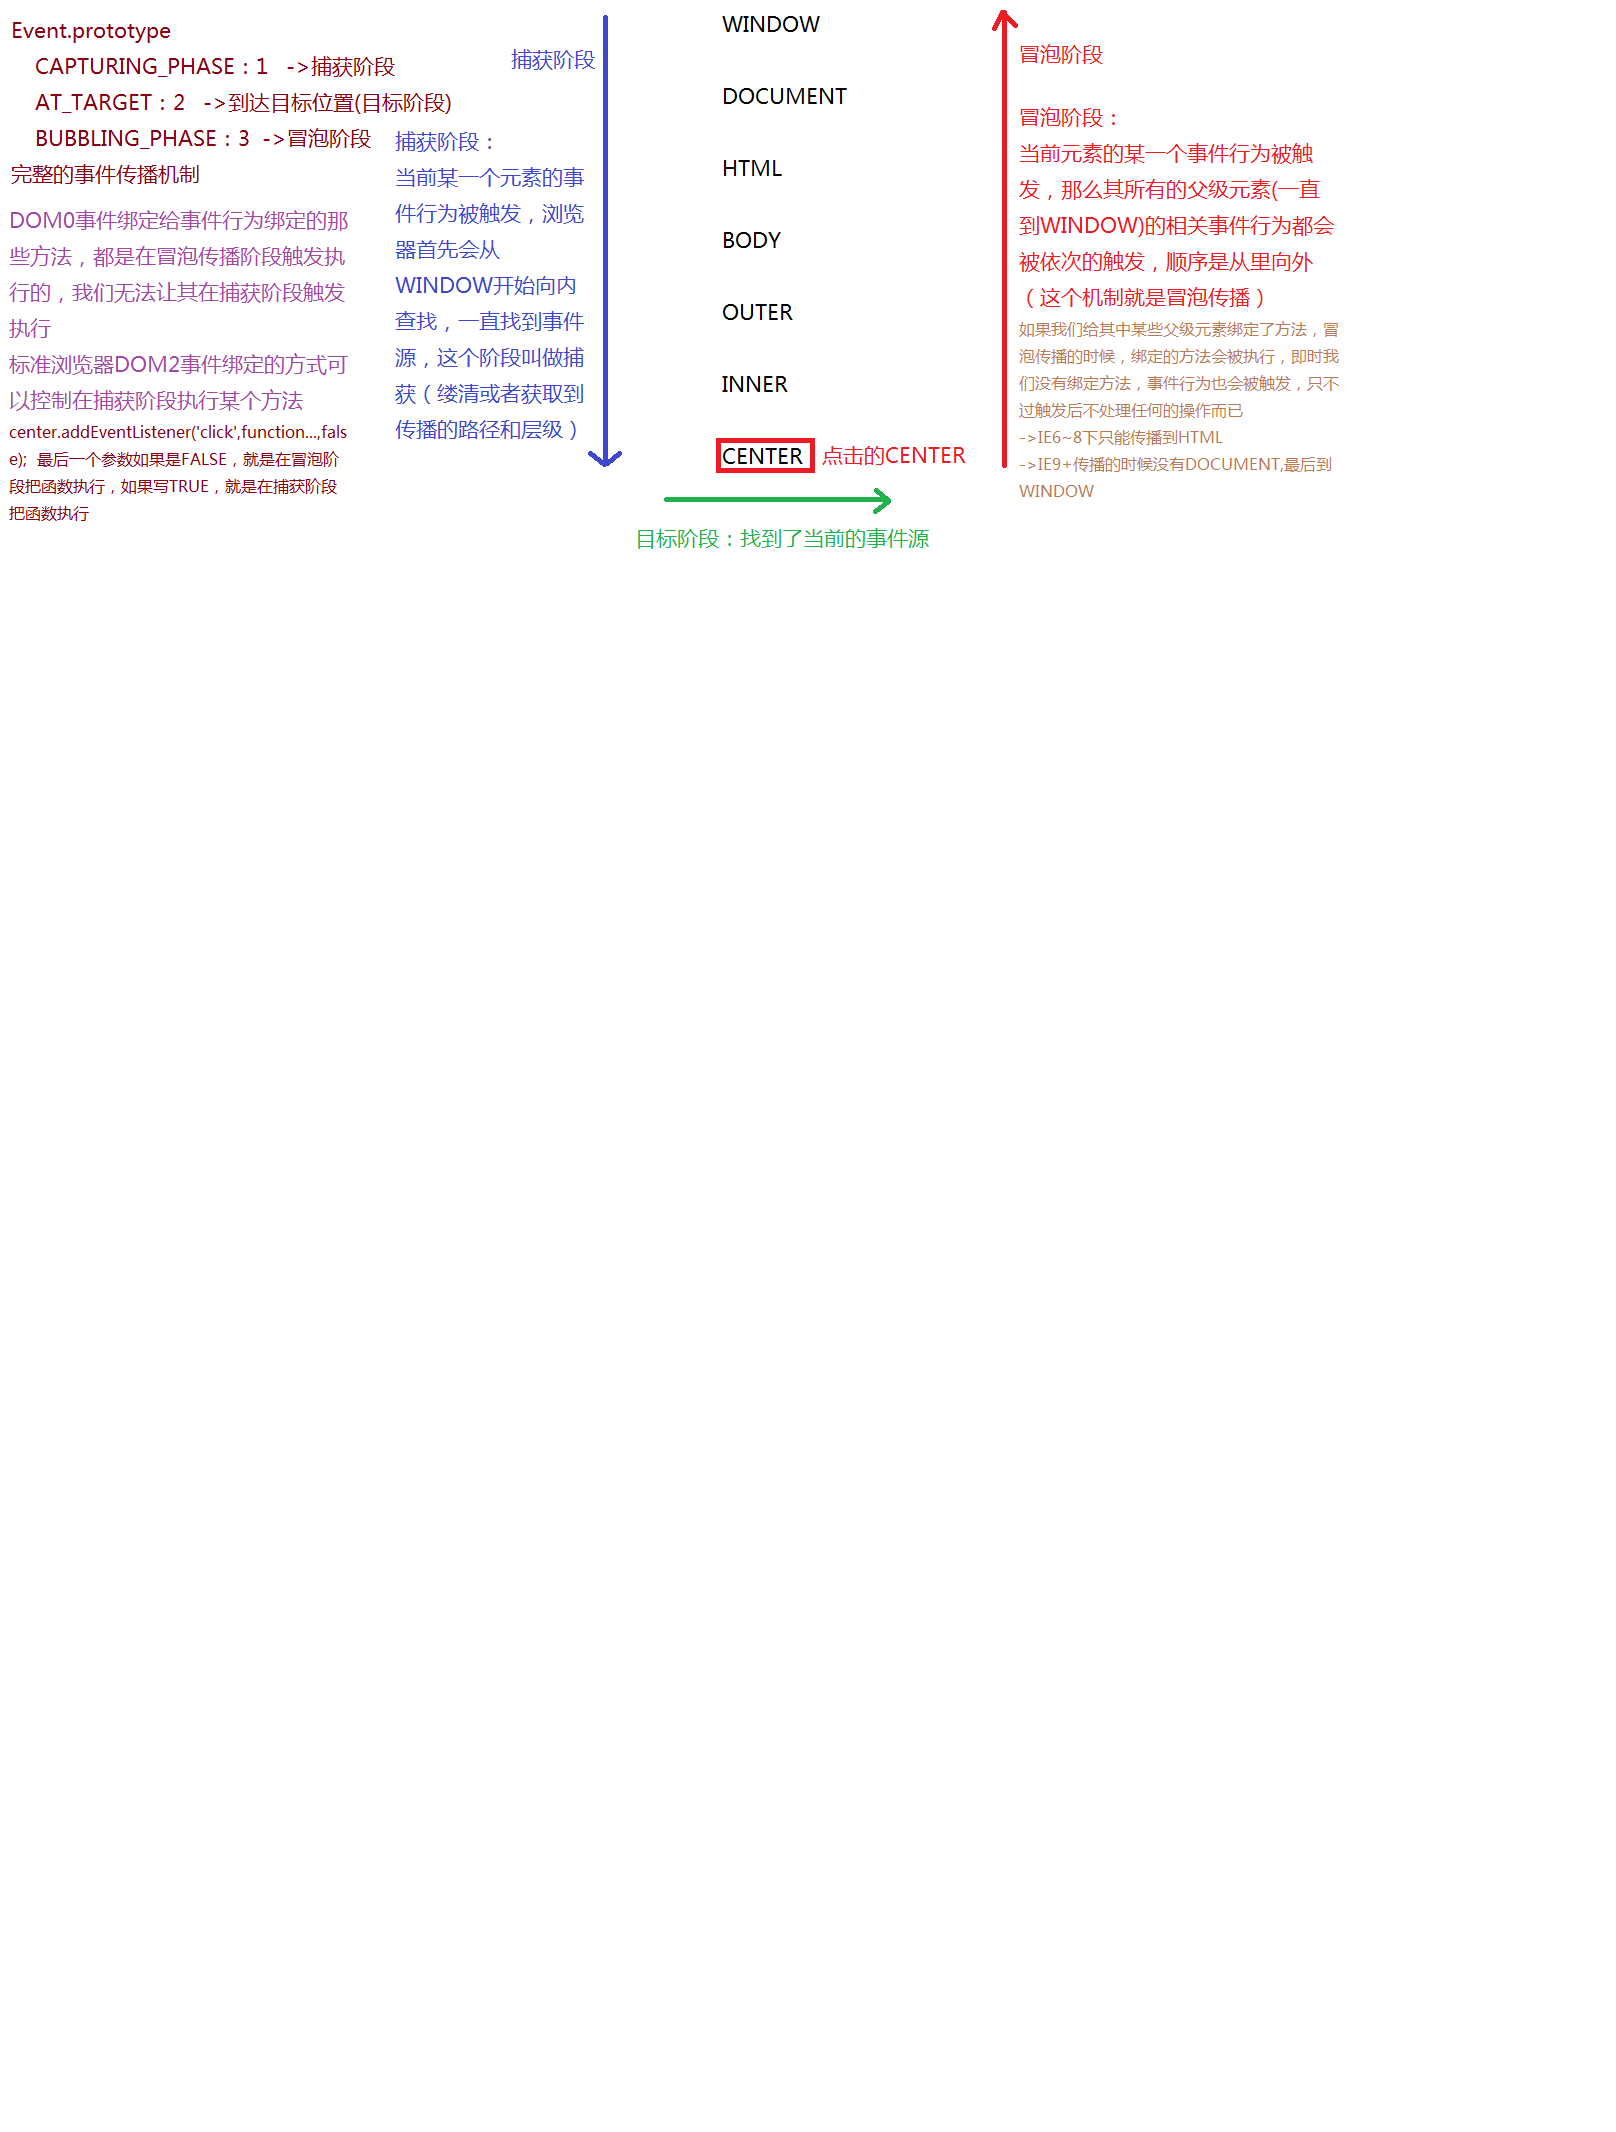 Event.prototype
CAPTURING_PHASE：1   ->捕获阶段
AT_TARGET：2   ->到达目标位置(目标阶段)
BUBBLING_PHASE：3  ->冒泡阶段
完整的事件传播机制
DOM0事件绑定给事件行为绑定的那
些方法，都是在冒泡传播阶段触发执
行的，我们无法让其在捕获阶段触发
执行
标准浏览器DOM2事件绑定的方式可
以控制在捕获阶段执行某个方法
center.addEventListener('click',function...,fals
e);  最后一个参数如果是FALSE，就是在冒泡阶
段把函数执行，如果写TRUE，就是在捕获阶段
把函数执行
捕获阶段
捕获阶段：
当前某一个元素的事
件行为被触发，浏览
器首先会从
WINDOW开始向内
查找，一直找到事件
源，这个阶段叫做捕
获（缕清或者获取到
传播的路径和层级）
WINDOW
DOCUMENT
HTML
BODY
OUTER
INNER
CENTER 点击的CENTER
目标阶段：找到了当前的事件源
冒泡阶段
冒泡阶段：
当前元素的某一个事件行为被触
发，那么其所有的父级元素(一直
到WINDOW)的相关事件行为都会
被依次的触发，顺序是从里向外
（这个机制就是冒泡传播）
如果我们给其中某些父级元素绑定了方法，冒
泡传播的时候，绑定的方法会被执行，即时我
们没有绑定方法，事件行为也会被触发，只不
过触发后不处理任何的操作而已
->IE6~8下只能传播到HTML
->IE9+传播的时候没有DOCUMENT,最后到
WINDOW